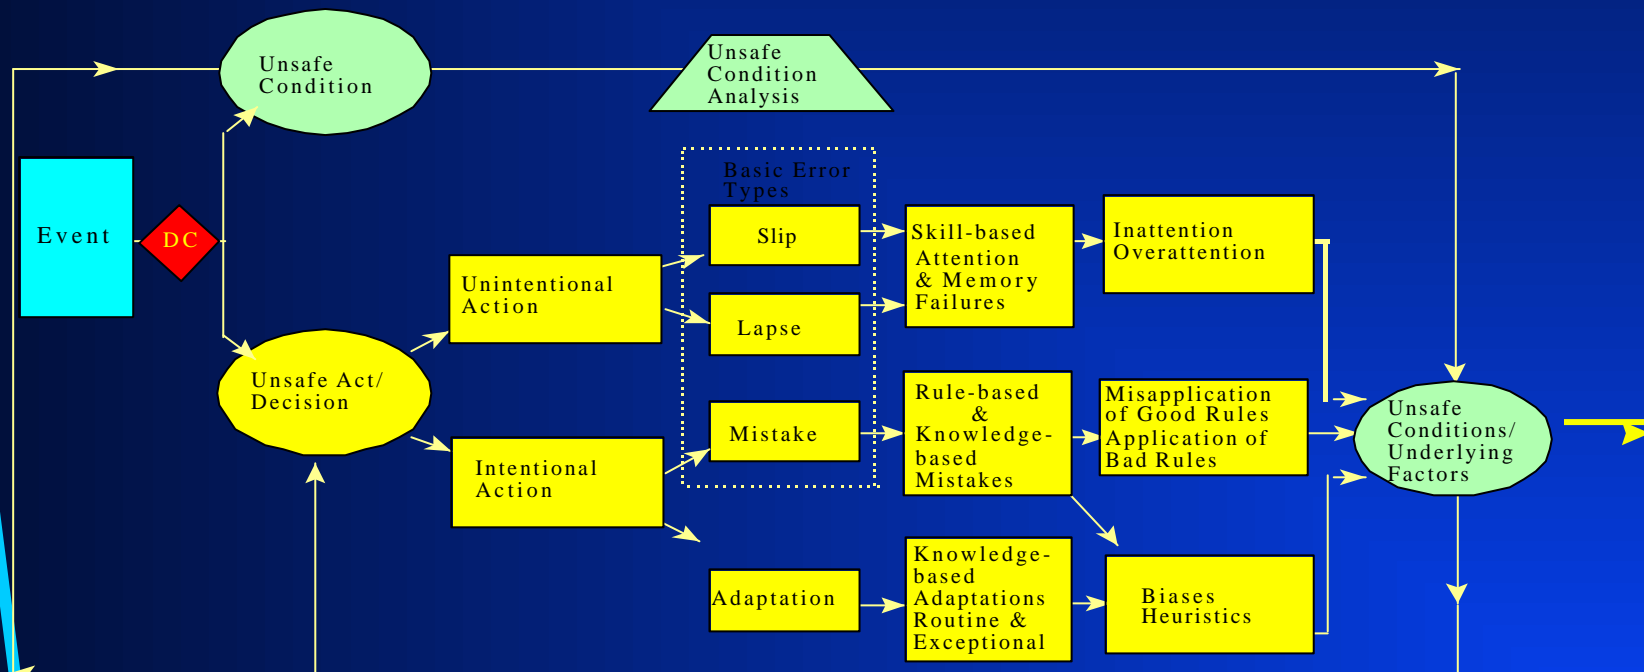 Unsafe
Condition
Unsafe
Condition
Analysis
Event
DC
Unsafe Act/
Decision
Unintentional
Action
Intentional
Action
Basic Error
Types
Slip
Lapse
Mistake
Adaptation
Skill-based
Attention
& Memory
Failures
Rule-based
&
Knowledge-
based
Mistakes
Knowledge-
based
Adaptations
Routine &
Exceptional
Inattention
Overattention
Misapplication
of Good Rules
Application of
Bad Rules
Biases
Heuristics
Unsafe
Conditions/
Underlying
Factors